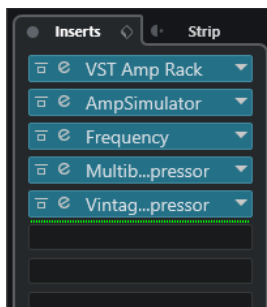 Inserts Strip
VST Amp Rack
AmpSimulator
Frequency
Multib...pressor
Vintag...pressor